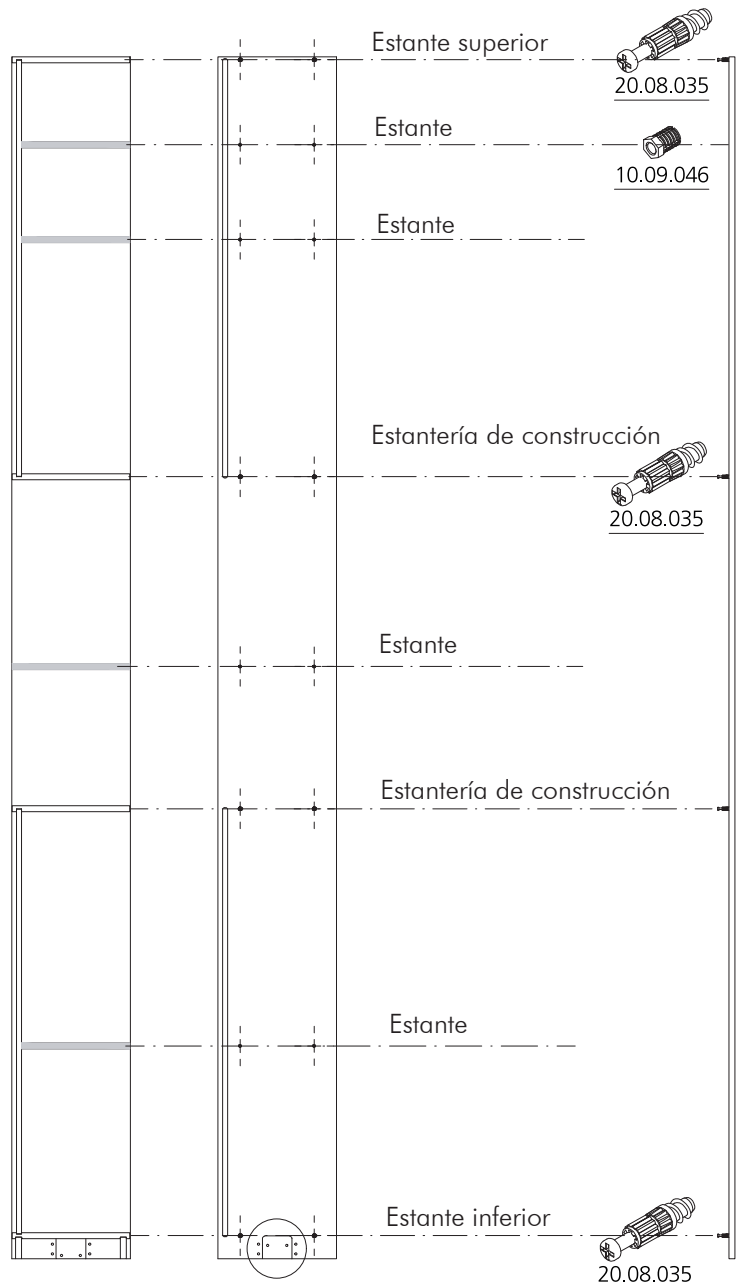 Estante superior
20.08.035
Estante
10.09.046
Estante
Estantería de construcción
20.08.035
Estante
Estantería de construcción
Estante
Estante inferior
20.08.035